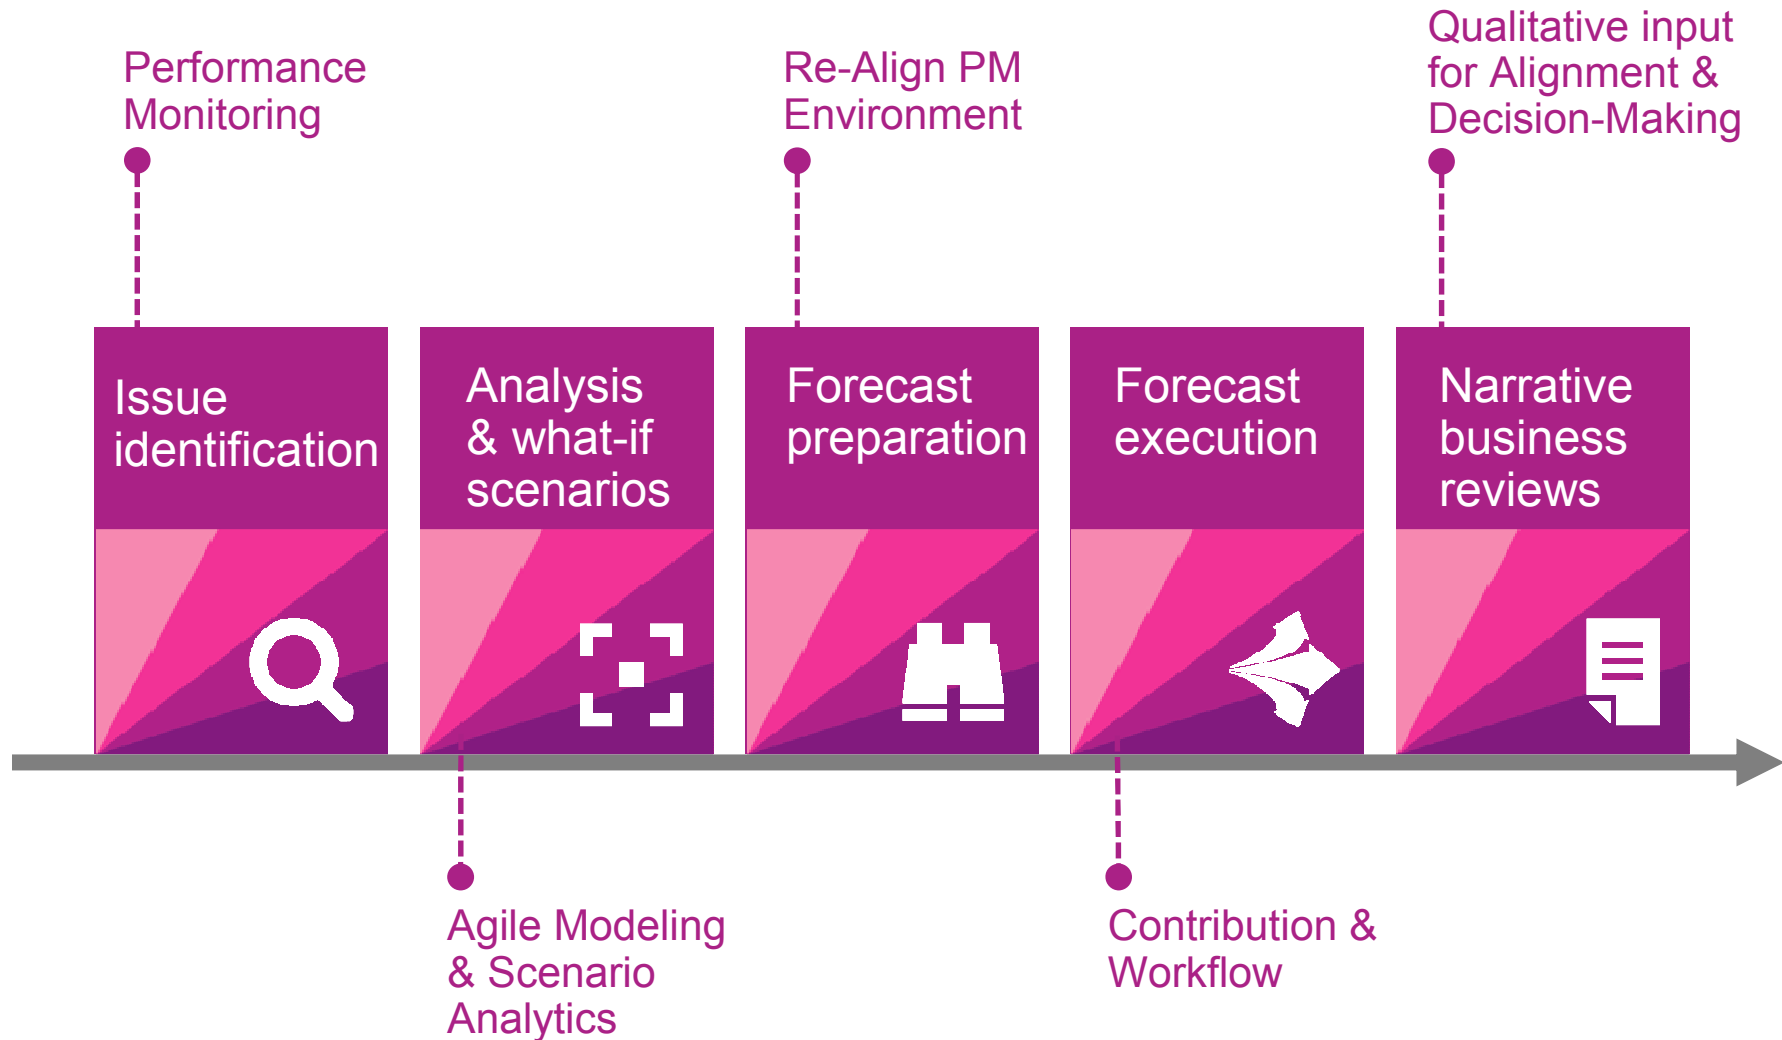 Performance
Monitoring
Re-Align PM
Environment
Qualitative input
for Alignment &
Decision-Making
Issue
identification
Analysis
& what-if
scenarios
Forecast
preparation
Forecast
execution
Narrative
business
reviews
Agile Modeling
& Scenario
Analytics
Contribution &
Workflow